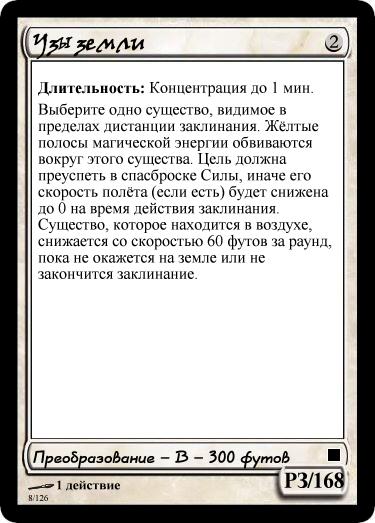 Узы земли
2
Длительность: Концентрация до 1 мин.
Выберите одно существо, видимое в
пределах дистанции заклинания. Жёлтые
полосы магической энергии обвиваются
вокруг этого существа. Цель должна
преуспеть в спасброске Силы, иначе его
скорость полёта (если есть) будет снижена
до 0 на время действия заклинания.
Существо, которое находится в воздухе,
снижается со скоростью 60 футов за раунд,
пока не окажется на земле или не
закончится заклинание.
Преобразование – В – 300 футов
РЗ/168
1 действие
8/126